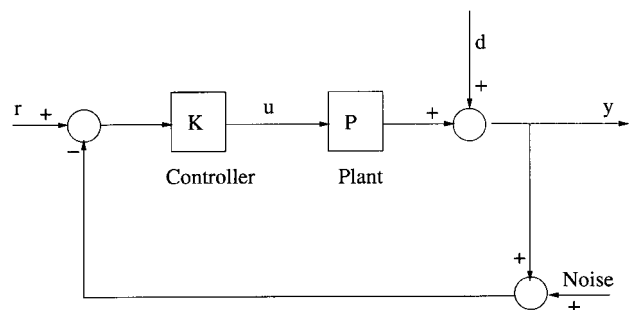 d
r + K u P + + y
−
Controller Plant
+ Noise
+